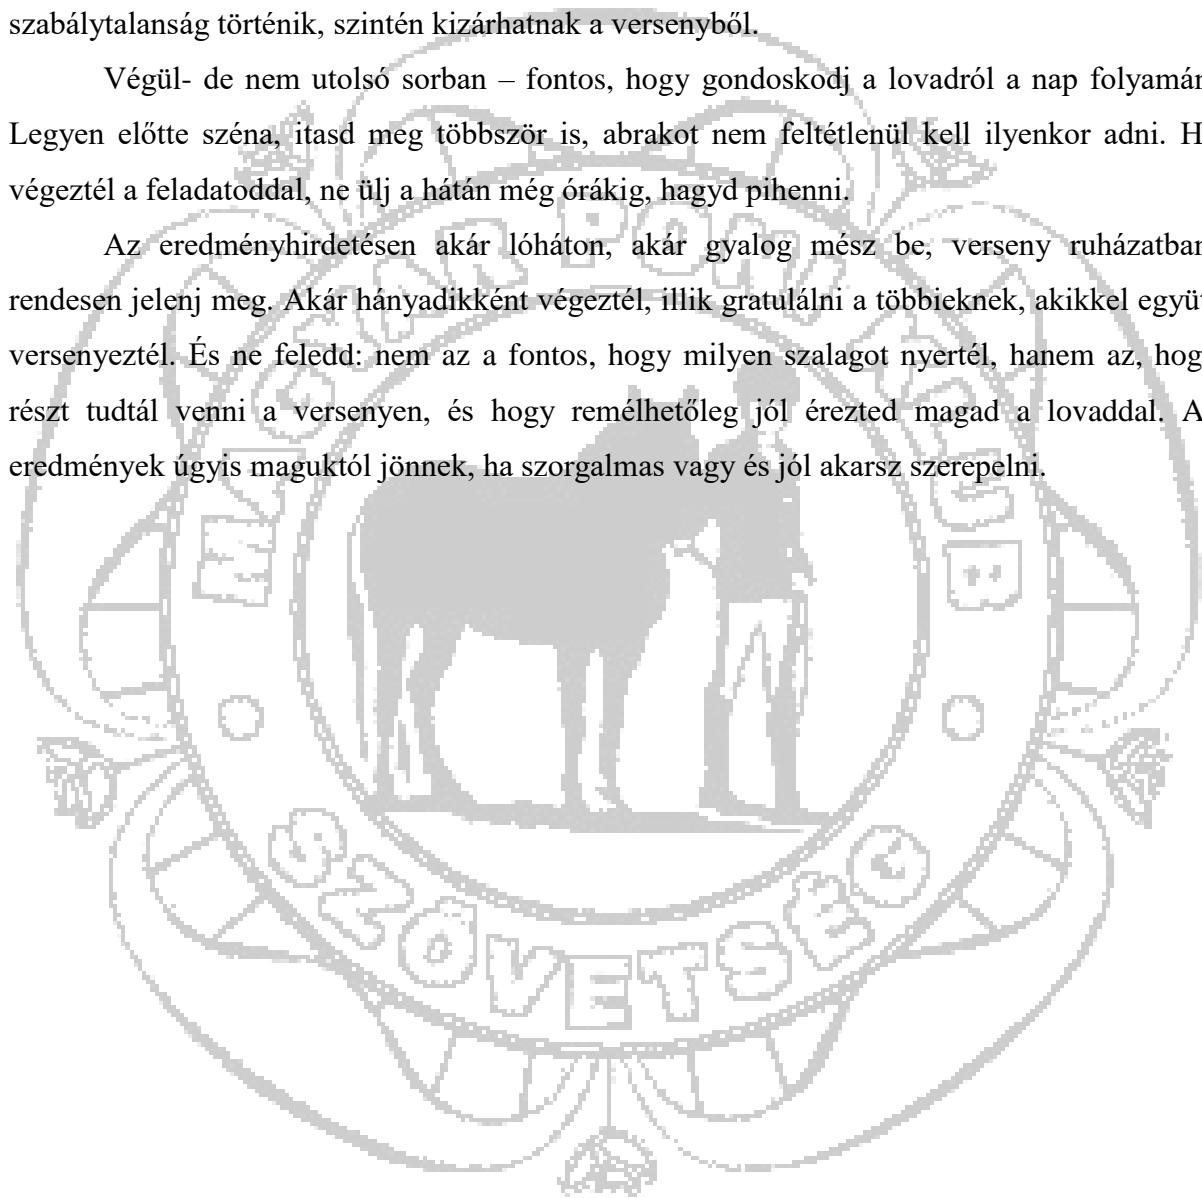 szabálytalanság történik, szintén kizárhatnak a versenyből.
Végül- de nem utolsó sorban – fontos, hogy gondoskodj a lovadról a nap folyamán
Legyen előtte széna, itasd meg többször is, abrakot nem feltétlenül kell ilyenkor adni. H
végeztél a feladatoddal, ne ülj a hátán még órákig, hagyd pihenni.
Az eredményhirdetésen akár lóháton, akár gyalog mész be, verseny ruházatban
rendesen jelenj meg. Akár hányadikként végeztél, illik gratulálni a többieknek, akikkel együt
versenyeztél. És ne feledd: nem az a fontos, hogy milyen szalagot nyertél, hanem az, hog
részt tudtál venni a versenyen, és hogy remélhetőleg jól érezted magad a lovaddal. A
eredmények úgyis maguktól jönnek, ha szorgalmas vagy és jól akarsz szerepelni.
MAGYAR PONY KLUB
SZÖVETSÉG